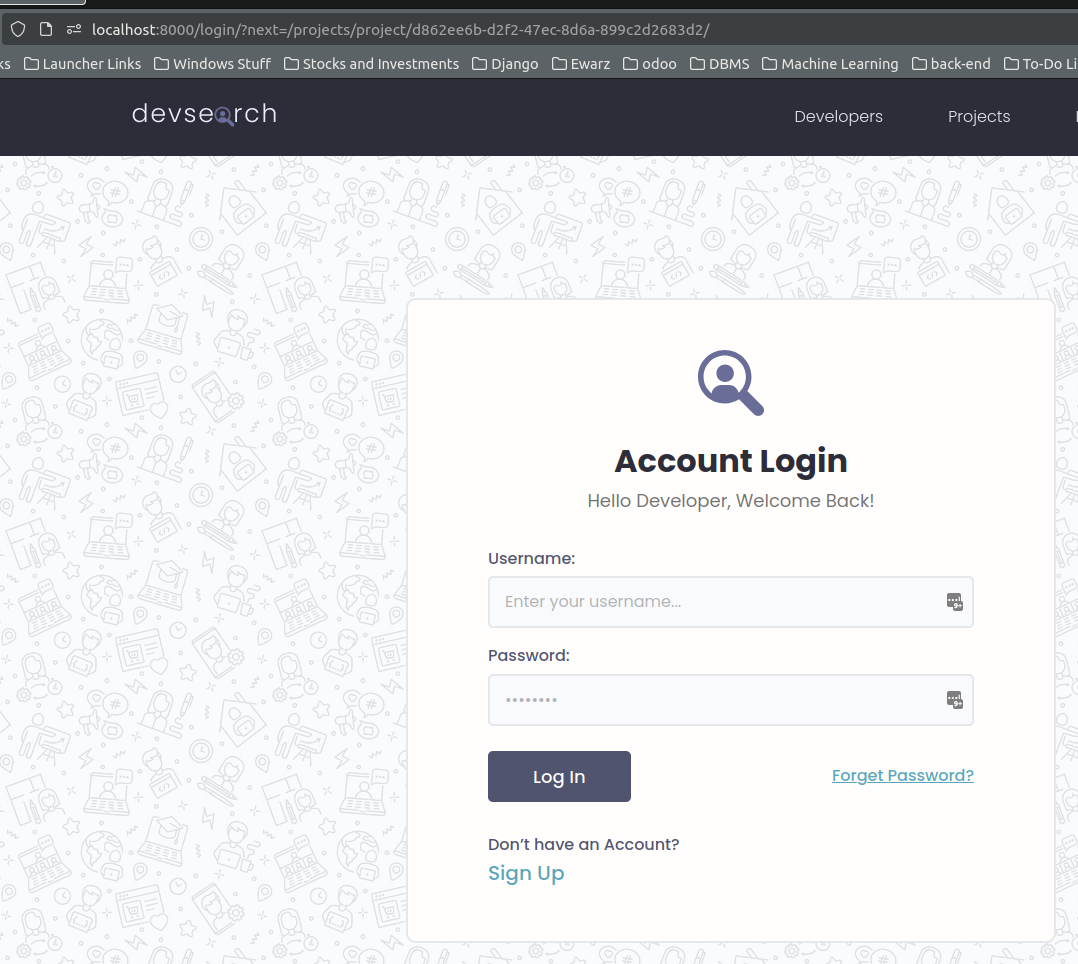 localhost:8000/login/?next=/projects/project/d862ee6b-d2f2-47ec-8d6a-899c2d2683d2/
ks Launcher Links Windows Stuff Stocks and Investments Django Ewarz odoo DBMS Machine Learning back-end To-Do Li
devsearch Developers Projects
Account Login
Hello Developer, Welcome Back!
Username:
Enter your username...
Password:
••••••••
Log In Forget Password?
Don’t have an Account?
Sign Up